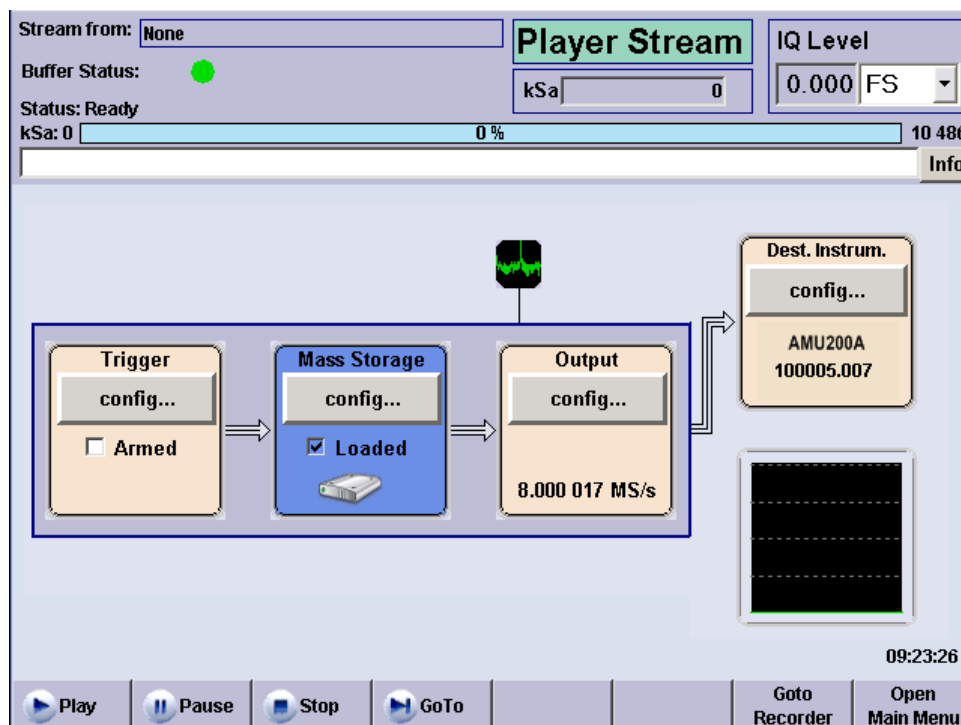 Stream from: None
Player Stream
IQ Level
Buffer Status:
kSa 0
0.000 FS
Status: Ready
kSa: 0 0 % 10 486
Info
Dest. Instrum.
config...
AMU200A
100005.007
Trigger
config...
Armed
Mass Storage
config...
Loaded
Output
config...
8.000 017 MS/s
09:23:26
Play
Pause
Stop
GoTo
Goto
Recorder
Open
Main Menu